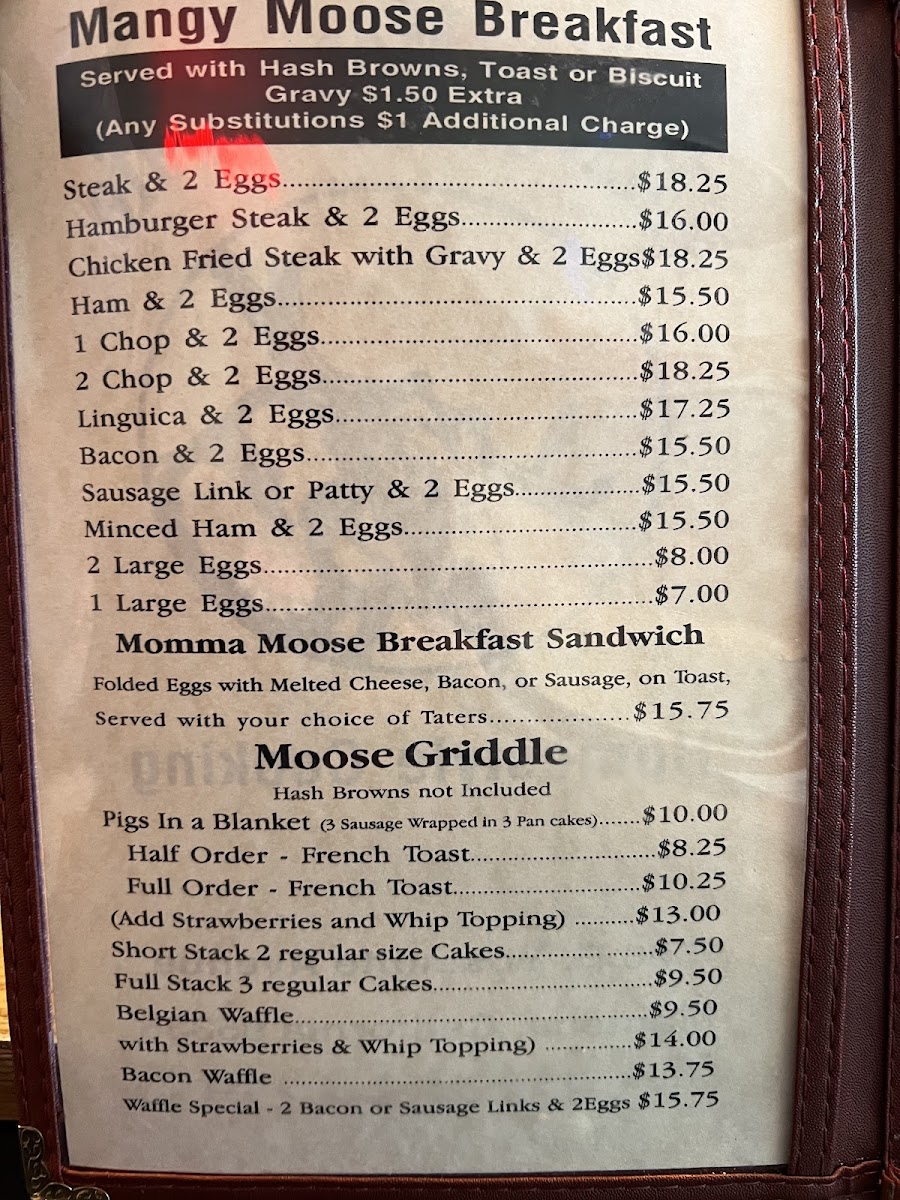 Mangy Moose Breakfast
Served with Hash Browns, Toast or Biscuit
Gravy $1.50 Extra
(Any Substitutions $1 Additional Charge)
Steak & 2 Eggs............................................$18.25
Hamburger Steak & 2 Eggs......................$16.00
Chicken Fried Steak with Gravy & 2 Eggs$18.25
Ham & 2 Eggs.............................................$15.50
1 Chop & 2 Eggs........................................$16.00
2 Chop & 2 Eggs........................................$18.25
Linguica & 2 Eggs......................................$17.25
Bacon & 2 Eggs..........................................$15.50
Sausage Link or Patty & 2 Eggs................$15.50
Minced Ham & 2 Eggs.............................$15.50
2 Large Eggs.................................................$8.00
1 Large Eggs.................................................$7.00
Momma Moose Breakfast Sandwich
Folded Eggs with Melted Cheese, Bacon, or Sausage, on Toast,
Served with your choice of Taters....................$15.75
Moose Griddle
Hash Browns not Included
Pigs In a Blanket (3 Sausage Wrapped in 3 Pan cakes).......$10.00
Half Order - French Toast............................$8.25
Full Order - French Toast............................$10.25
(Add Strawberries and Whip Topping) .........$13.00
Short Stack 2 regular size Cakes.............. .......$7.50
Full Stack 3 regular Cakes.................................$9.50
Belgian Waffle.....................................................$9.50
with Strawberries & Whip Topping) .............$14.00
Bacon Waffle .....................................................$13.75
Waffle Special - 2 Bacon or Sausage Links & 2Eggs $15.75